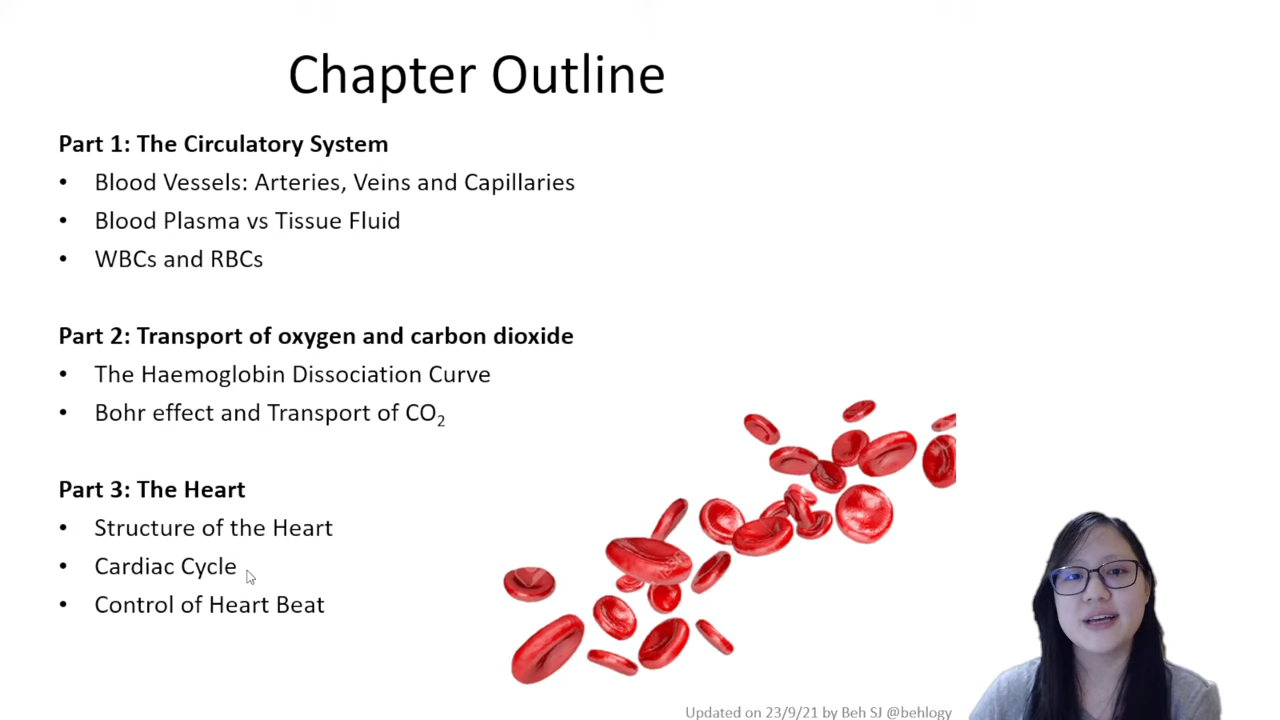 Chapter Outline
Part 1: The Circulatory System
• Blood Vessels: Arteries, Veins and Capillaries
• Blood Plasma vs Tissue Fluid
• WBCs and RBCs
Part 2: Transport of oxygen and carbon dioxide
• The Haemoglobin Dissociation Curve
• Bohr effect and Transport of CO₂
Part 3: The Heart
• Structure of the Heart
• Cardiac Cycle
• Control of Heart Beat
Updated on 23/9/21 by Beh SJ @behlogy